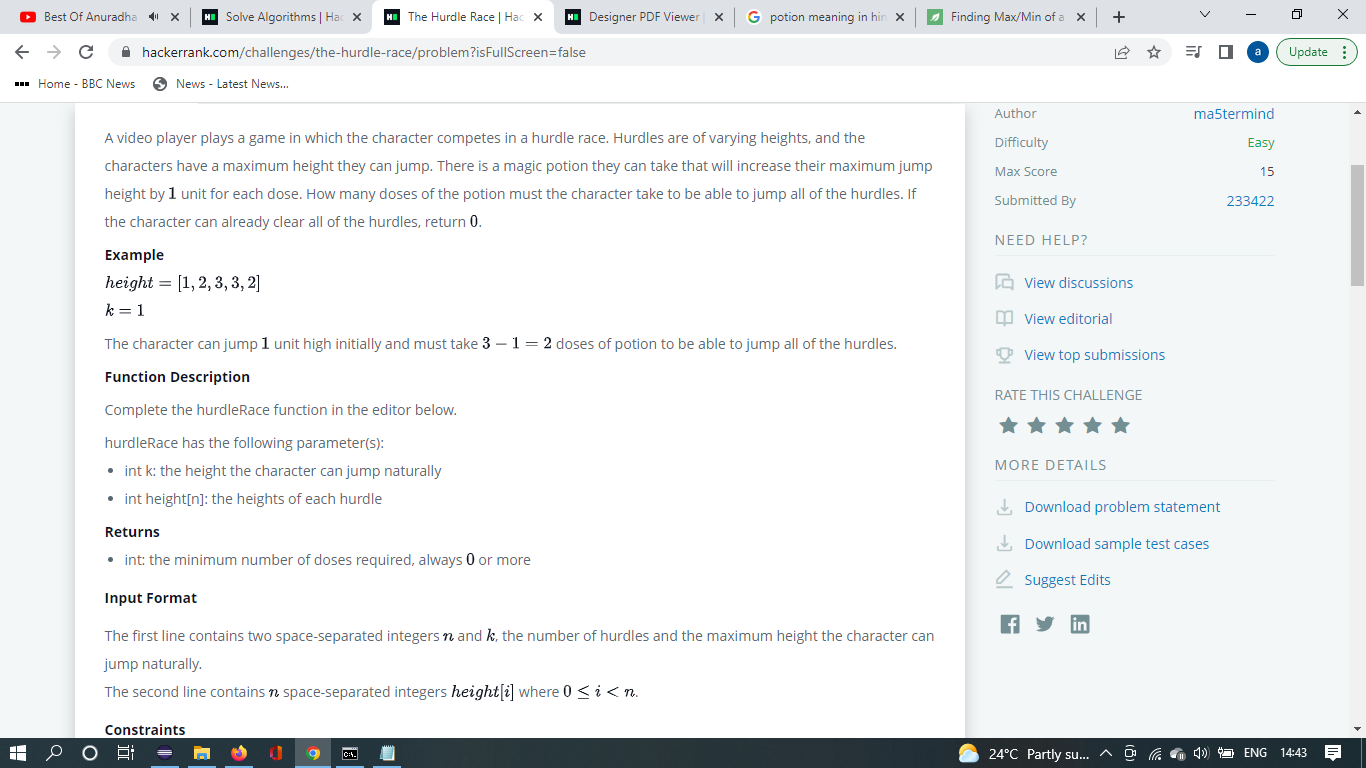 Best Of Anuradha
Solve Algorithms | Hac
The Hurdle Race | Hac
Designer PDF Viewer |
potion meaning in hin
Finding Max/Min of a
hackerrank.com/challenges/the-hurdle-race/problem?isFullScreen=false
a
Update
Home - BBC News
News - Latest News...
A video player plays a game in which the character competes in a hurdle race. Hurdles are of varying heights, and the
characters have a maximum height they can jump. There is a magic potion they can take that will increase their maximum jump
height by 1 unit for each dose. How many doses of the potion must the character take to be able to jump all of the hurdles. If
the character can already clear all of the hurdles, return 0.
Example
height = [1, 2, 3, 3, 2]
k = 1
The character can jump 1 unit high initially and must take 3 − 1 = 2 doses of potion to be able to jump all of the hurdles.
Function Description
Complete the hurdleRace function in the editor below.
hurdleRace has the following parameter(s):
• int k: the height the character can jump naturally
• int height[n]: the heights of each hurdle
Returns
• int: the minimum number of doses required, always 0 or more
Input Format
The first line contains two space-separated integers n and k, the number of hurdles and the maximum height the character can
jump naturally.
The second line contains n space-separated integers height[i] where 0 ≤ i < n.
Constraints
Author ma5termind
Difficulty Easy
Max Score 15
Submitted By 233422
NEED HELP?
View discussions
View editorial
View top submissions
RATE THIS CHALLENGE
MORE DETAILS
Download problem statement
Download sample test cases
Suggest Edits
24°C Partly su...
ENG
14:43